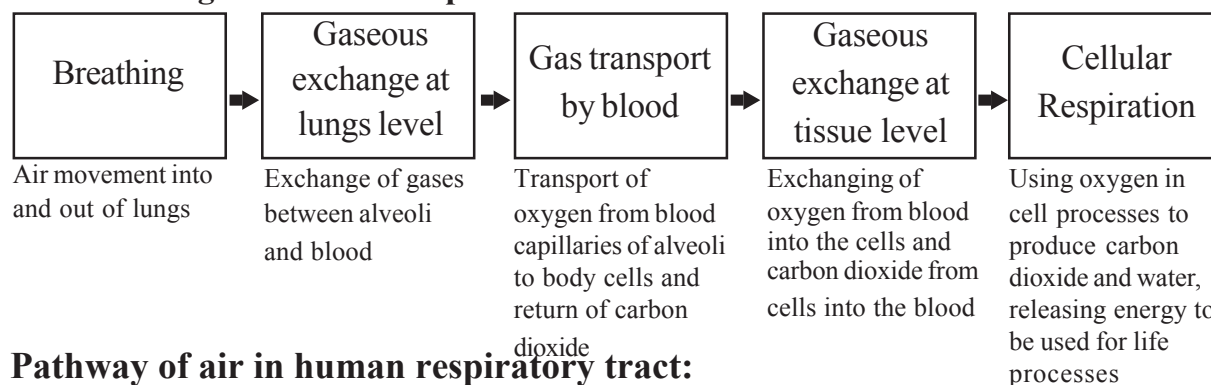 Breathing
Air movement into
and out of lungs
Gaseous
exchange at
lungs level
Exchange of gases
between alveoli
and blood
Gas transport
by blood
Transport of
oxygen from blood
capillaries of alveoli
to body cells and
return of carbon
dioxide
Gaseous
exchange at
tissue level
Exchanging of
oxygen from blood
into the cells and
carbon dioxide from
cells into the blood
Cellular
Respiration
Using oxygen in
cell processes to
produce carbon
dioxide and water,
releasing energy to
be used for life
processes
Pathway of air in human respiratory tract: